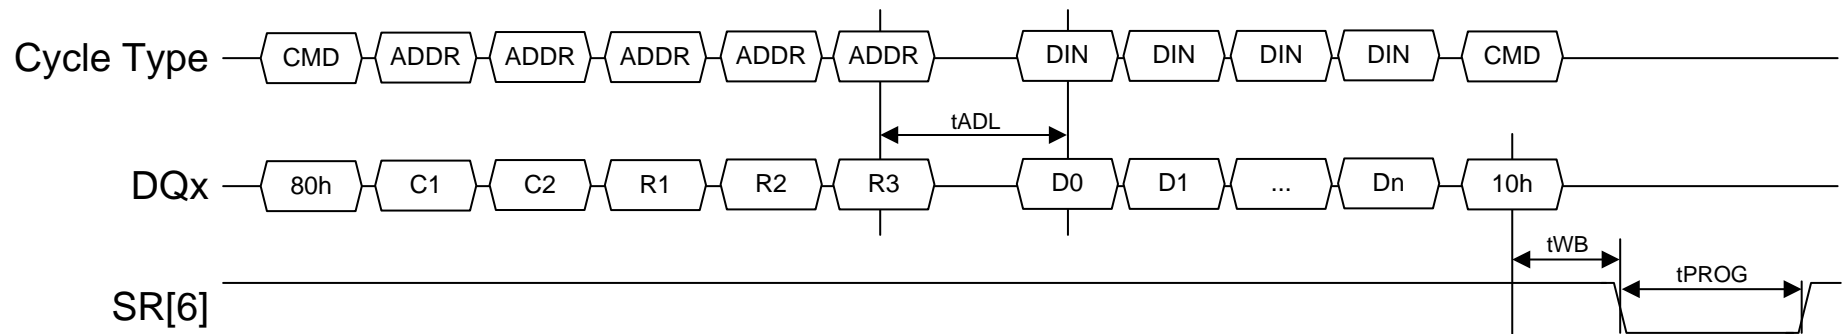 Cycle Type CMD ADDR ADDR ADDR ADDR ADDR DIN DIN DIN DIN CMD
tADL
DQx 80h C1 C2 R1 R2 R3 D0 D1 ... Dn 10h
tWB
tPROG
SR[6]